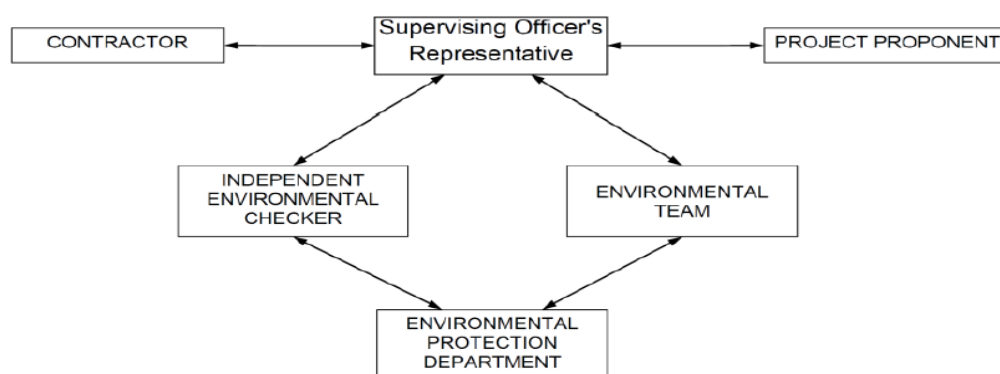 CONTRACTOR
Supervising Officer's
Representative
PROJECT PROPONENT
INDEPENDENT
ENVIRONMENTAL
CHECKER
ENVIRONMENTAL
TEAM
ENVIRONMENTAL
PROTECTION
DEPARTMENT